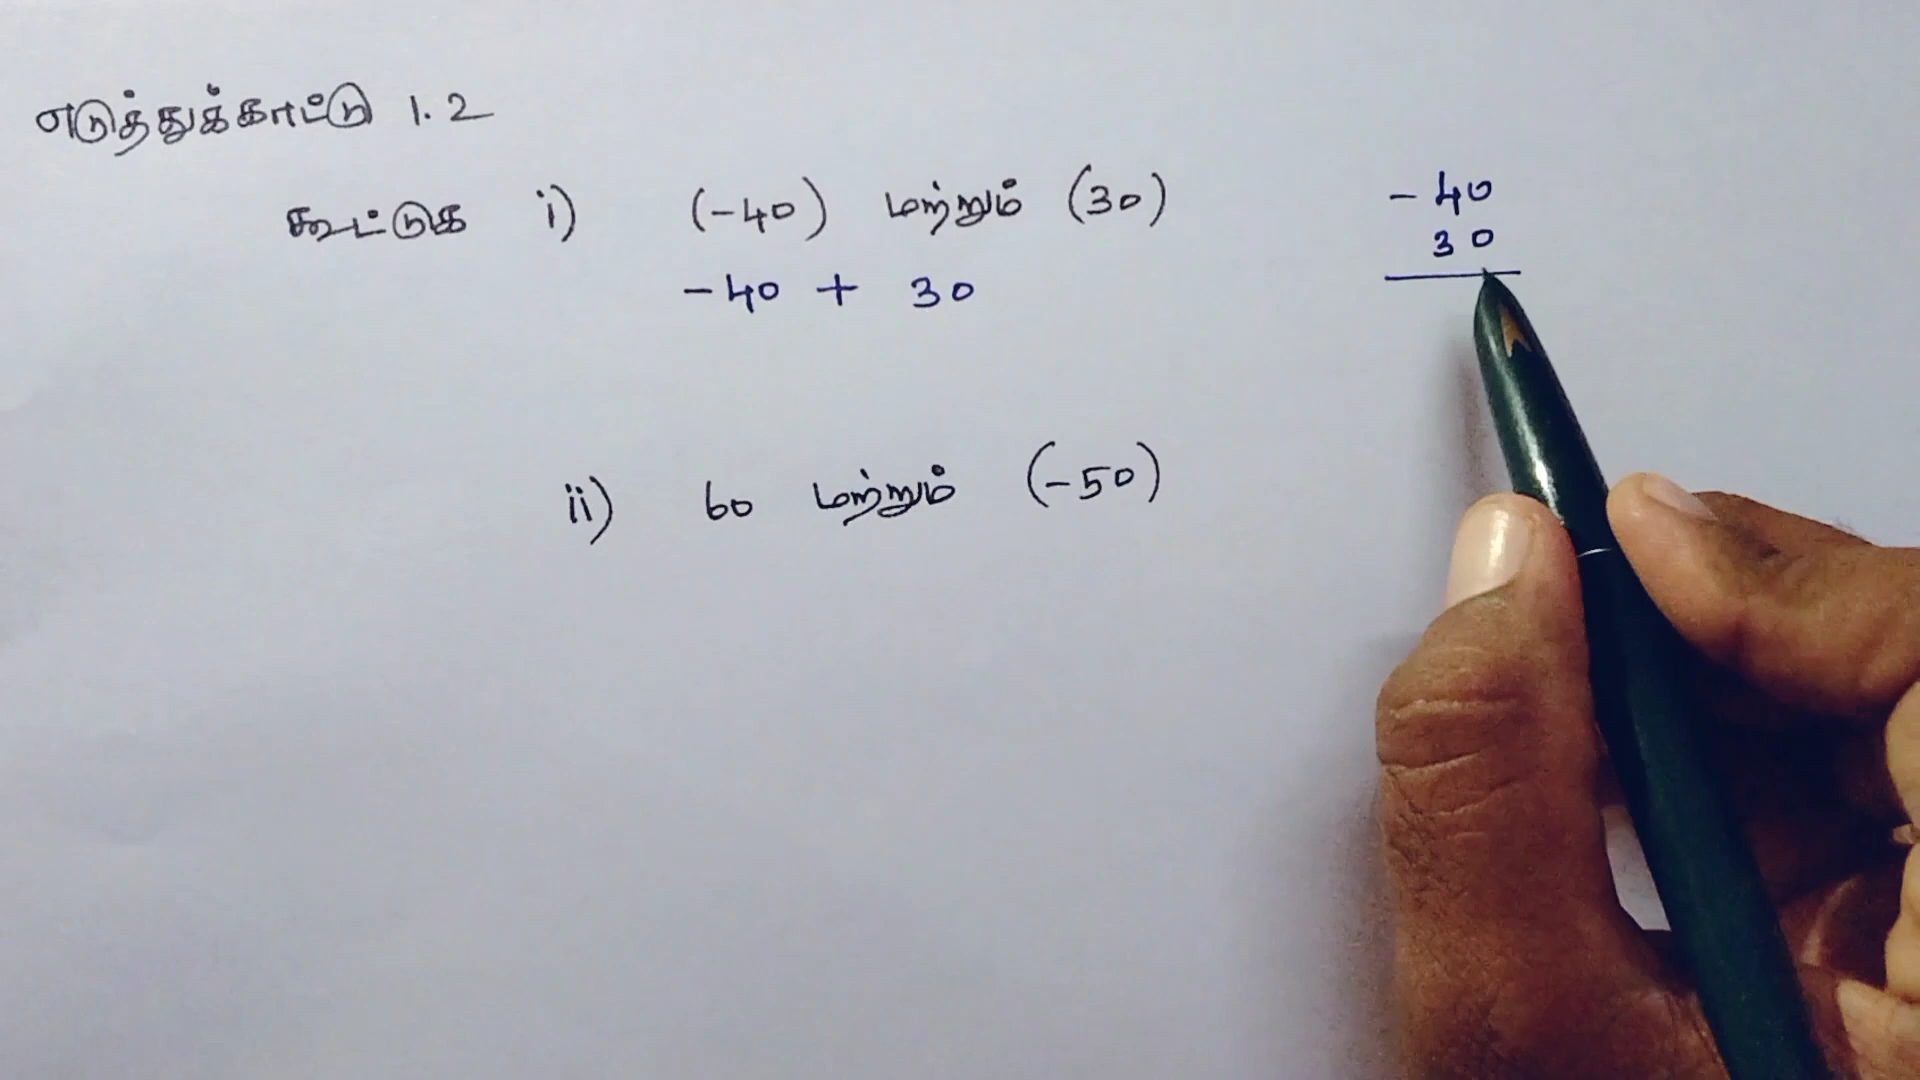 எடுத்துக்காட்டு 1.2
கூட்டுக i) (-40) மற்றும் (30)
-40 + 30
- 40
30
ii) 60 மற்றும் (-50)